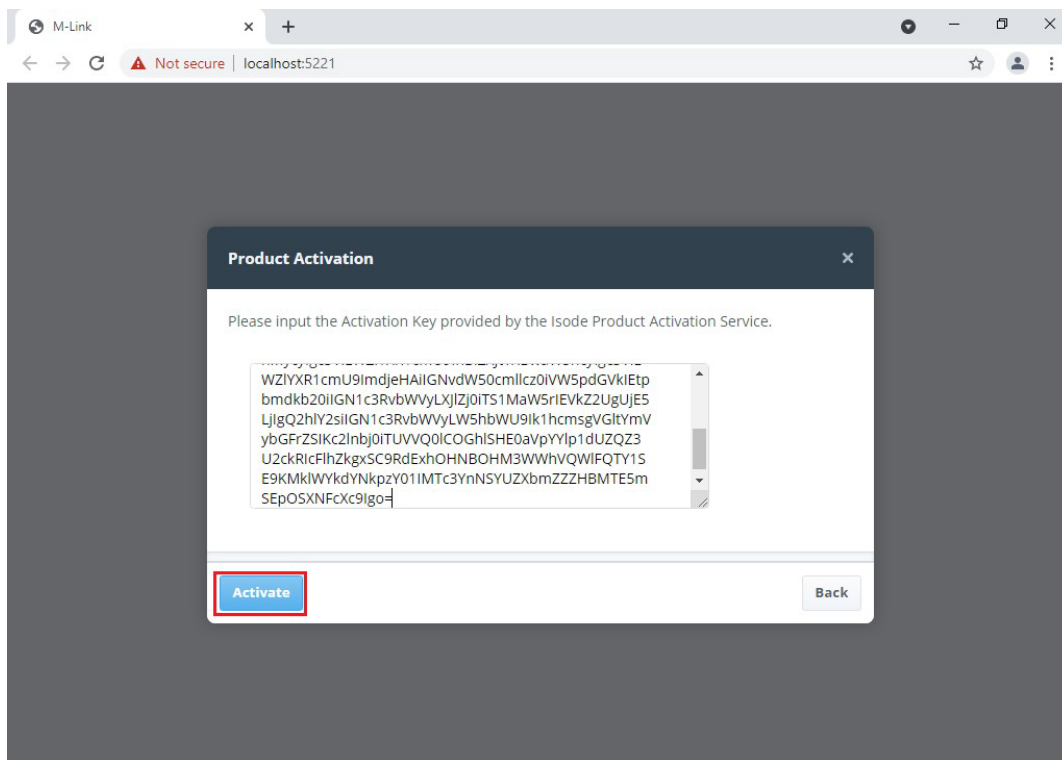 M-Link
Not secure | localhost:5221
Product Activation
Please input the Activation Key provided by the Isode Product Activation Service.
WZlYXR1cmU9ImdjeHAiIGNvdW50cmllcz0iVW5pdGVkIEtp
bmdkb20iIGN1c3RvbWVyLXJlZj0iTS1MaW5rIEVkZ2UgUjE5
LjIgQ2hlY2siIGN1c3RvbWVyLW5hbWU9Ik1hcmsgVGltYmV
ybGFrZSIKc2lnbj0iTUVVQ0lCOGhlSHE0aVpYYlp1dUZQZ3
U2ckRIcFlhZkgxSC9RdExhOHNBOHM3WWhVQWlFQTY1S
E9KMklWYkdYNkpzY01IMTc3YnNSYUZXbmZZZHBMTE5m
SEpOSXNFcXc9Igo=
Activate
Back